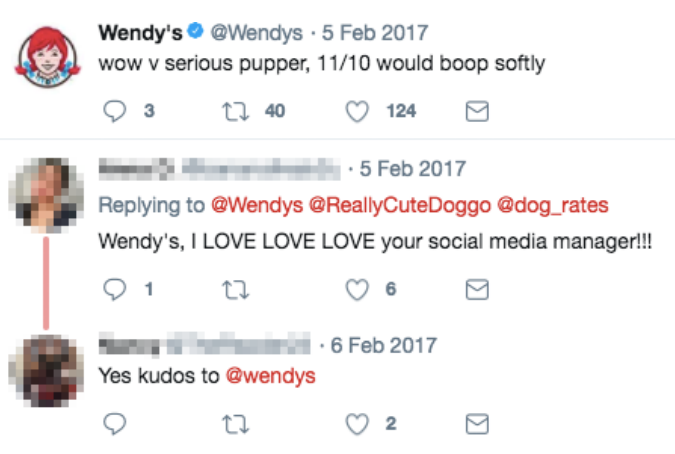 Wendy's @Wendys · 5 Feb 2017
wow v serious pupper, 11/10 would boop softly
3 40 124
· 5 Feb 2017
Replying to @Wendys @ReallyCuteDoggo @dog_rates
Wendy's, I LOVE LOVE LOVE your social media manager!!!
1 6
· 6 Feb 2017
Yes kudos to @wendys
2